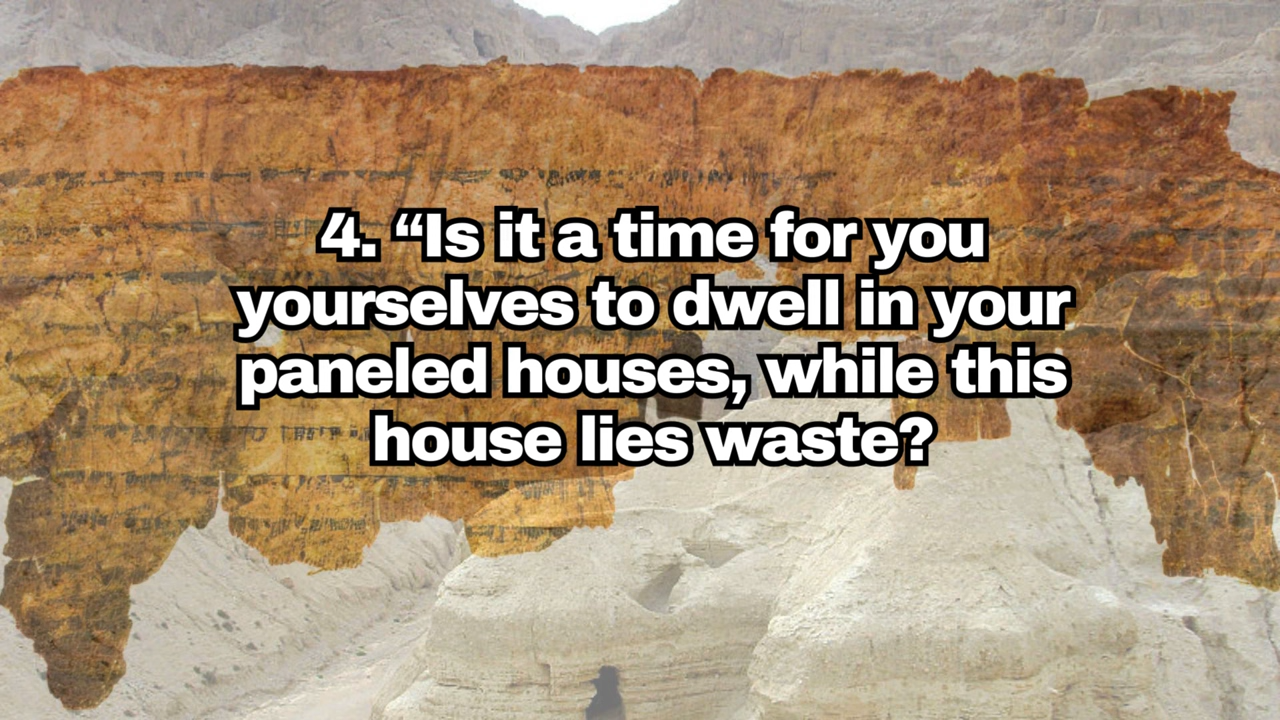 4. “Is it a time for you
yourselves to dwell in your
paneled houses, while this
house lies waste?